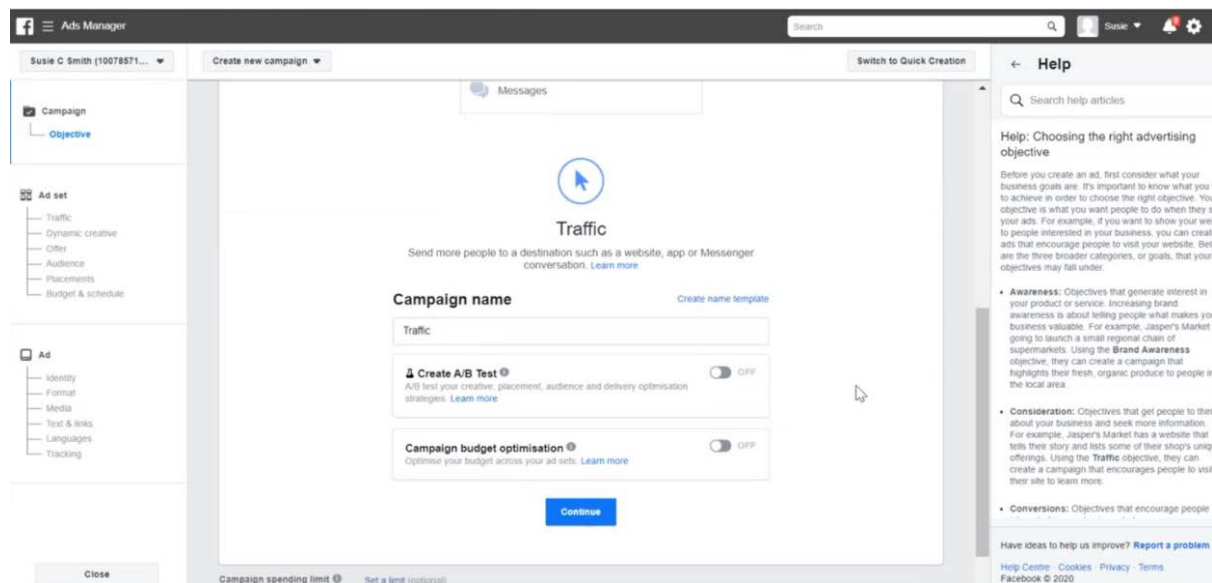 Ads Manager
Search
Susie
Susie C Smith (10078571...
Create new campaign
Switch to Quick Creation
Campaign
Objective
Ad set
Traffic
Dynamic creative
Offer
Audience
Placements
Budget & schedule
Ad
Identity
Format
Media
Text & links
Languages
Tracking
Close
Messages
Traffic
Send more people to a destination such as a website, app or Messenger
conversation. Learn more
Campaign name
Create name template
Traffic
Create A/B Test
OFF
A/B test your creative, placement, audience and delivery optimisation
strategies. Learn more
Campaign budget optimisation
OFF
Optimise your budget across your ad sets. Learn more
Continue
Campaign spending limit
Set a limit (optional)
Help
Search help articles
Help: Choosing the right advertising
objective
Before you create an ad, first consider what your
business goals are. It's important to know what you
to achieve in order to choose the right objective.
objective is what you want people to do when they
your ads. For example, if you want to show your
to people interested in your business, you can
ads that encourage people to visit your website.
are the three broader categories, or goals, that your
objectives may fall under.
• Awareness: Objectives that generate interest in
your product or service. Increasing brand
awareness is about telling people what makes
business valuable. For example, Jasper's Market
going to launch a small regional chain of
supermarkets. Using the Brand Awareness
objective, they can create a campaign that
highlights their fresh, organic produce to people
the local area.
• Consideration: Objectives that get people to
about your business and seek more information.
For example, Jasper's Market has a website that
tells their story and lists some of their shop's
offerings. Using the Traffic objective, they can
create a campaign that encourages people to
their site to learn more.
• Conversions: Objectives that encourage people
Have ideas to help us improve? Report a problem
Help Centre · Cookies · Privacy · Terms
Facebook © 2020